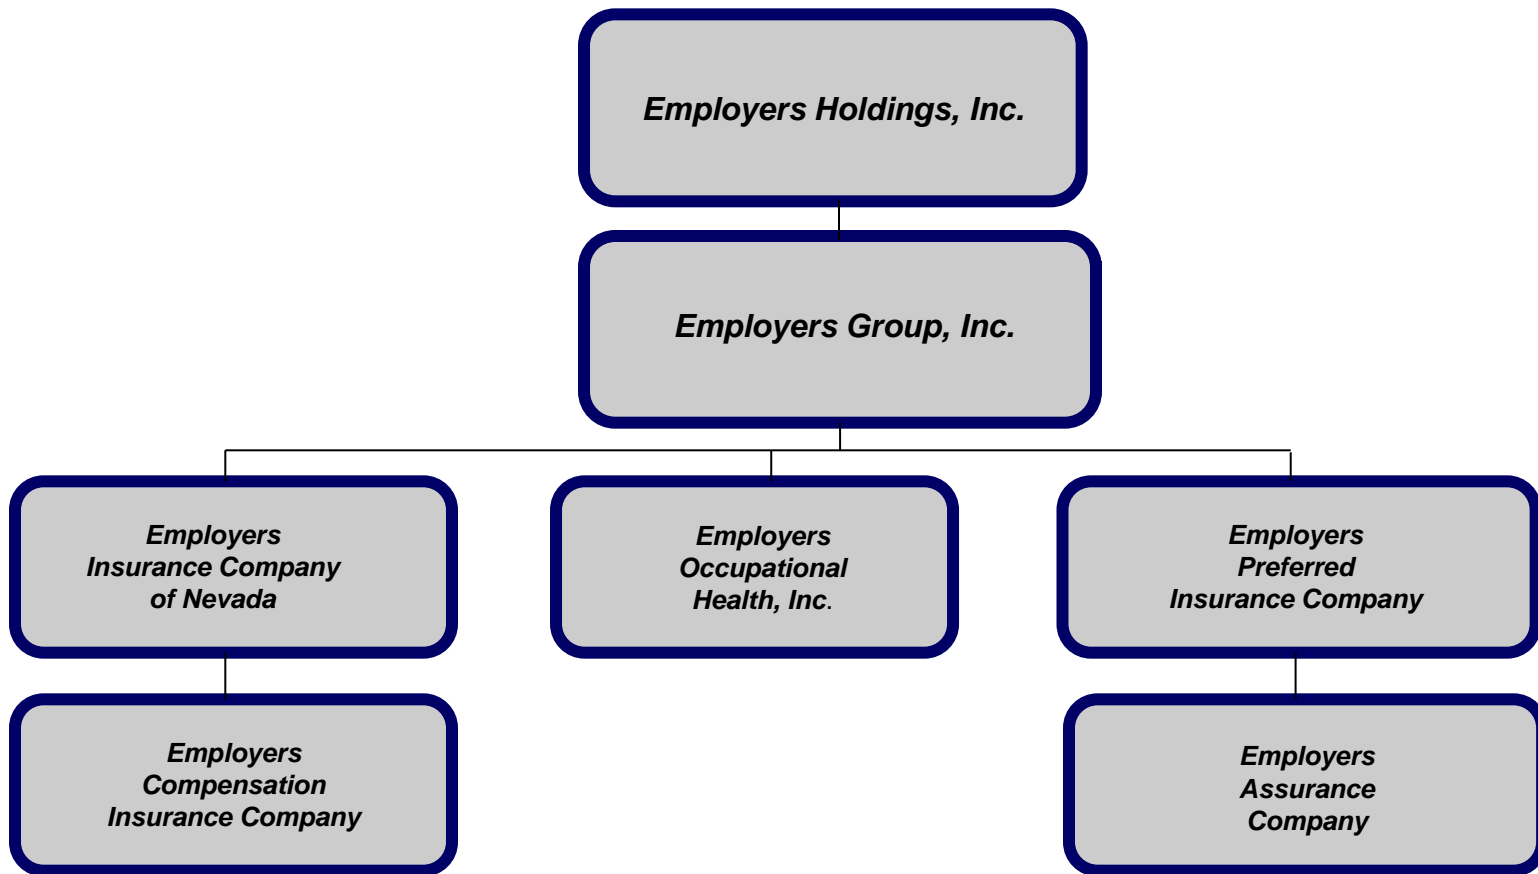 Employers Holdings, Inc.
Employers Group, Inc.
Employers
Insurance Company
of Nevada
Employers
Occupational
Health, Inc.
Employers
Preferred
Insurance Company
Employers
Compensation
Insurance Company
Employers
Assurance
Company